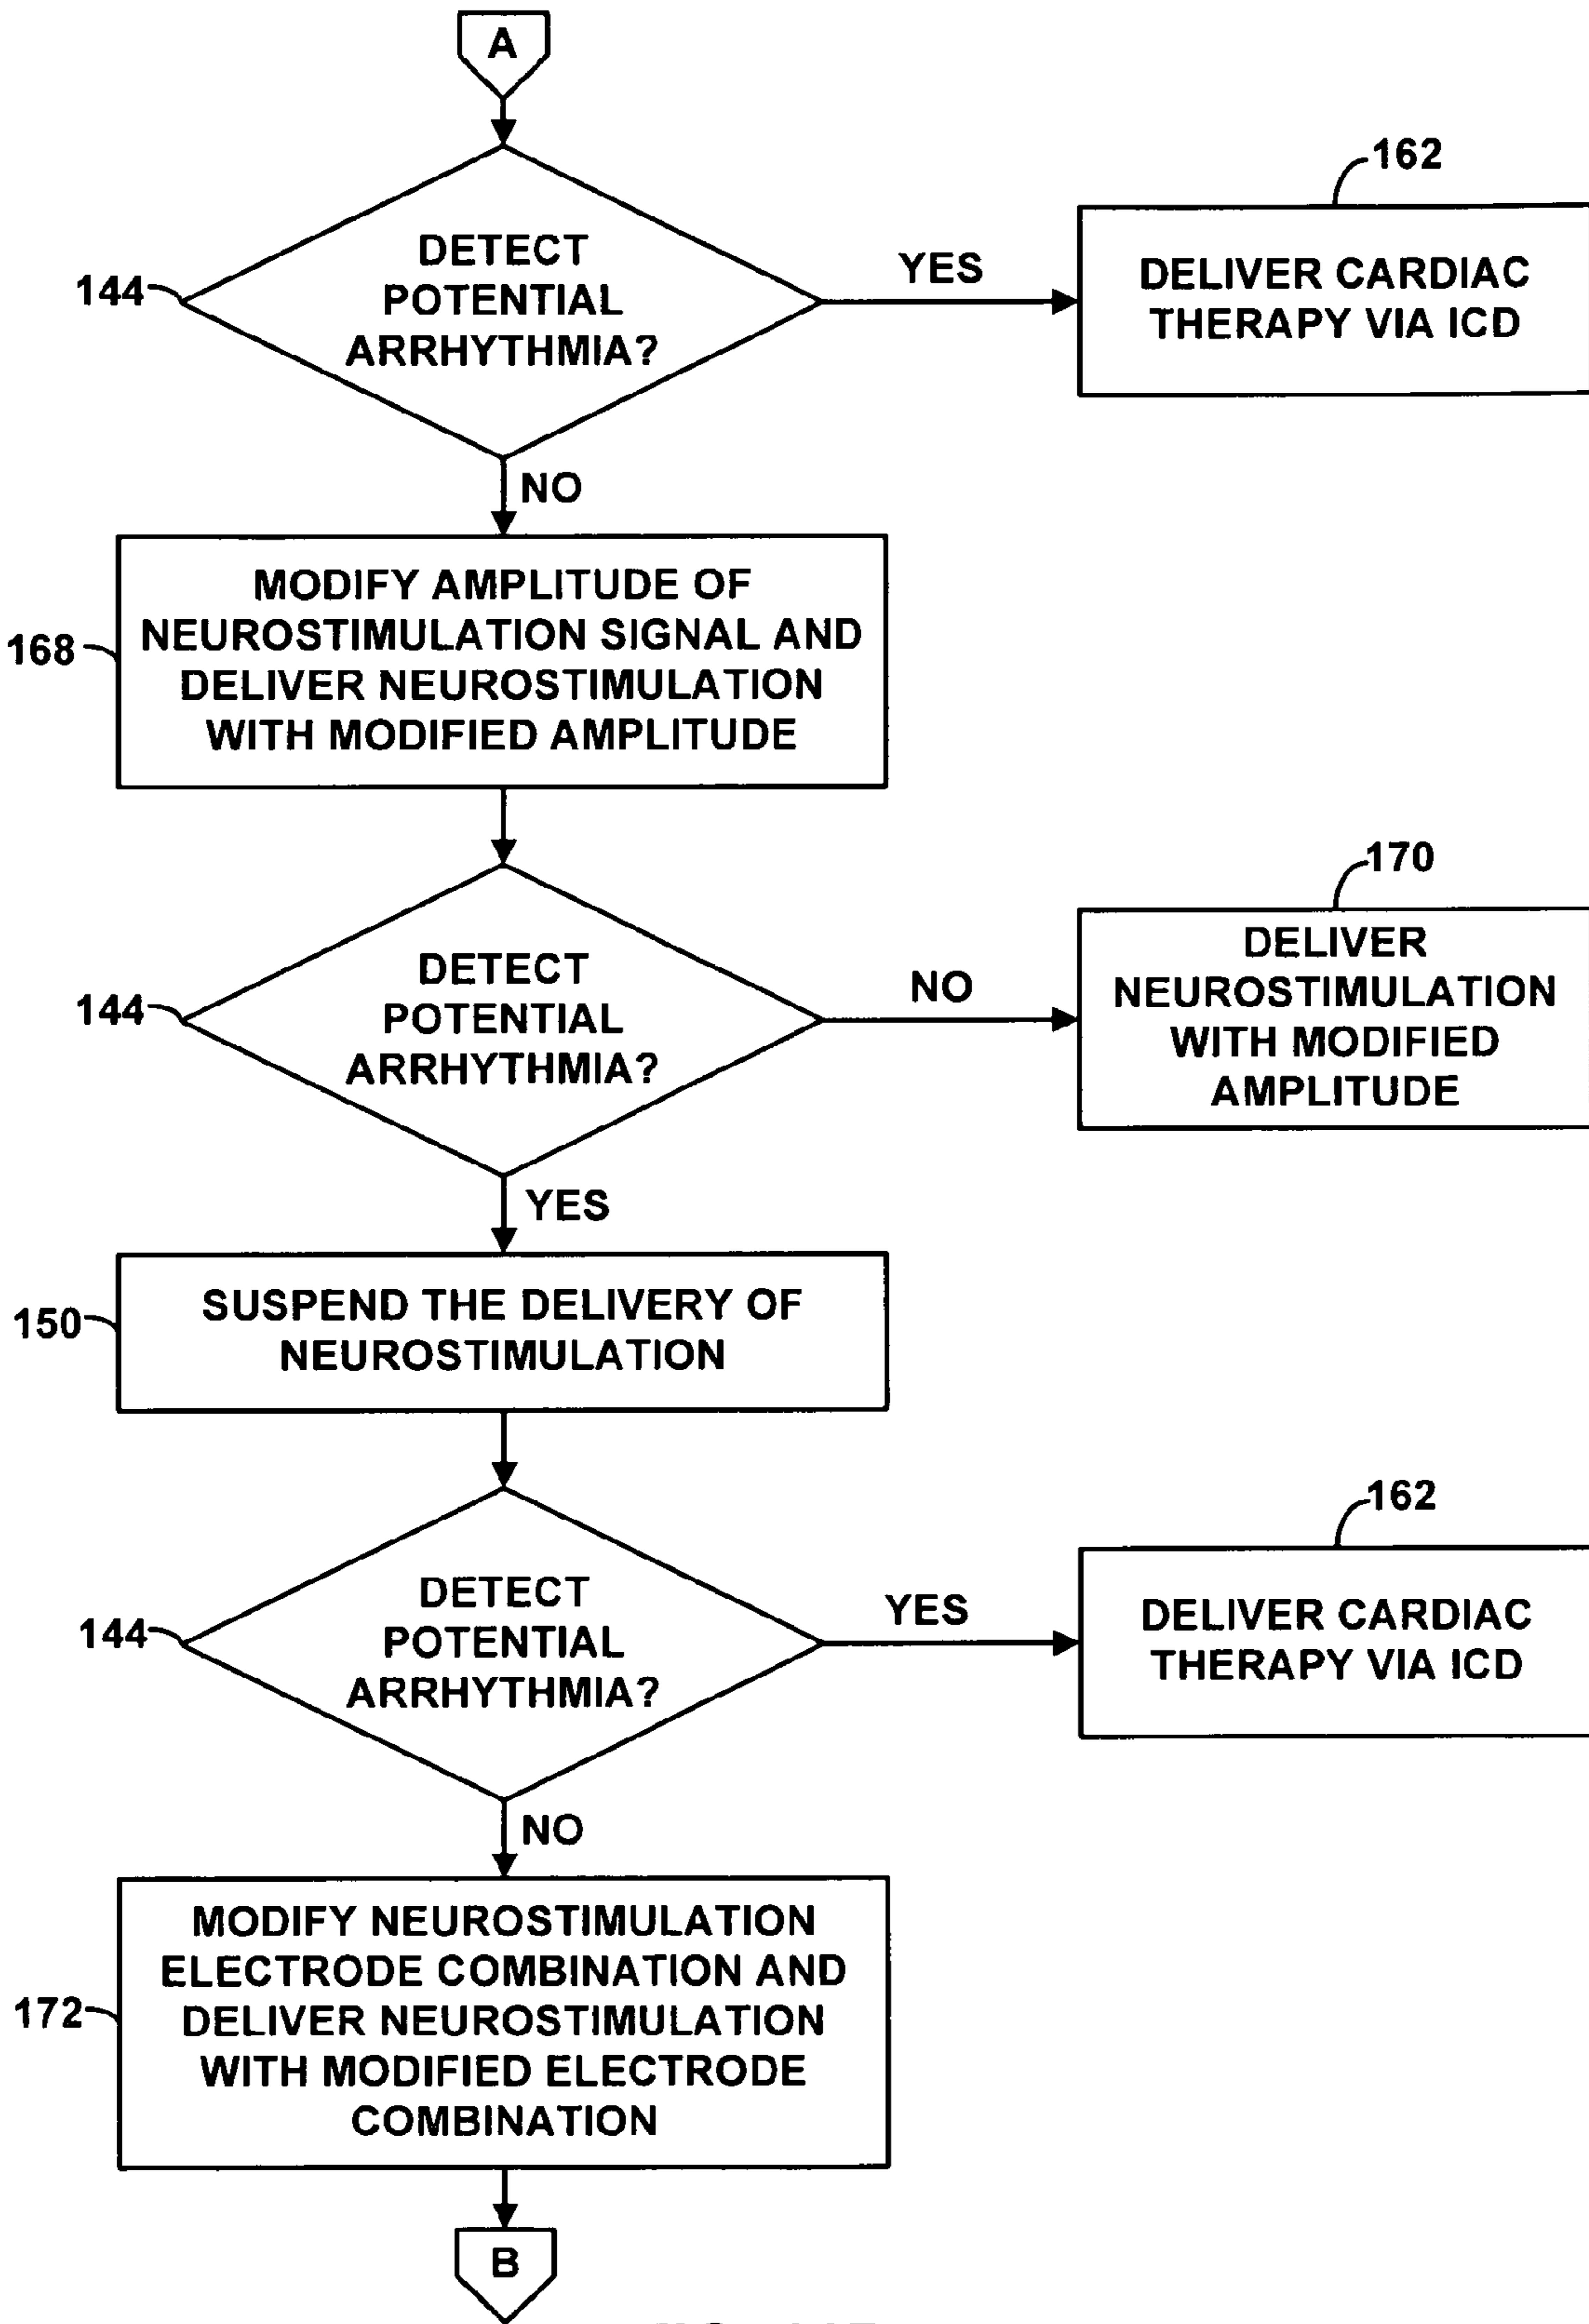 A
DETECT
POTENTIAL
ARRHYTHMIA?
144
YES
162
DELIVER CARDIAC
THERAPY VIA ICD
NO
168
MODIFY AMPLITUDE OF
NEUROSTIMULATION SIGNAL AND
DELIVER NEUROSTIMULATION
WITH MODIFIED AMPLITUDE
DETECT
POTENTIAL
ARRHYTHMIA?
144
NO
170
DELIVER
NEUROSTIMULATION
WITH MODIFIED
AMPLITUDE
YES
150
SUSPEND THE DELIVERY OF
NEUROSTIMULATION
DETECT
POTENTIAL
ARRHYTHMIA?
144
YES
162
DELIVER CARDIAC
THERAPY VIA ICD
NO
172
MODIFY NEUROSTIMULATION
ELECTRODE COMBINATION AND
DELIVER NEUROSTIMULATION
WITH MODIFIED ELECTRODE
COMBINATION
B